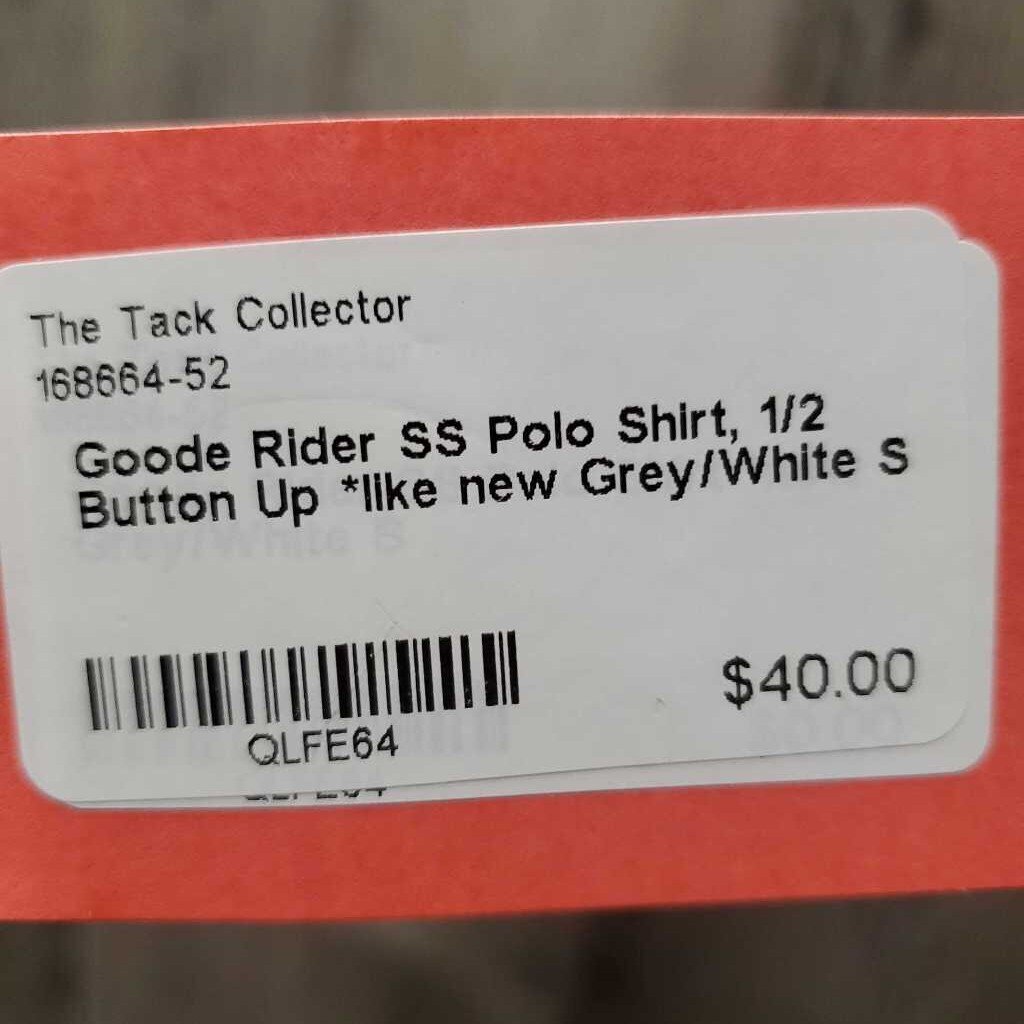 The Tack Collector
168664-52
Goode Rider SS Polo Shirt, 1/2
Button Up *like new Grey/White S
$40.00
QLFE64